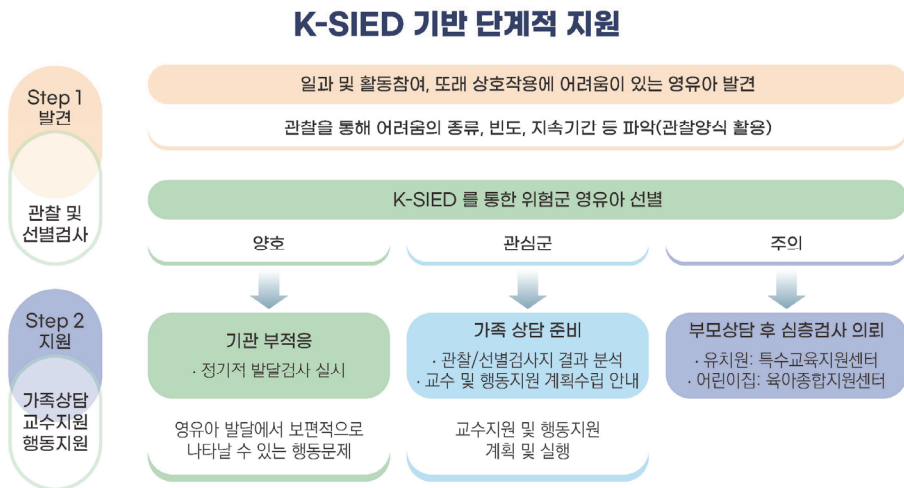 K-SIED 기반 단계적 지원
Step 1
발견
관찰 및
선별검사
일과 및 활동참여, 또래 상호작용에 어려움이 있는 영유아 발견
관찰을 통해 어려움의 종류, 빈도, 지속기간 등 파악(관찰양식 활용)
K-SIED 를 통한 위험군 영유아 선별
양호
관심군
주의
Step 2
지원
가족상담
교수지원
행동지원
기관 부적응
· 정기적 발달검사 실시
영유아 발달에서 보편적으로
나타날 수 있는 행동문제
가족 상담 준비
· 관찰/선별검사지 결과 분석
· 교수 및 행동지원 계획수립 안내
교수지원 및 행동지원
계획 및 실행
부모상담 후 심층검사 의뢰
· 유치원: 특수교육지원센터
· 어린이집: 육아종합지원센터